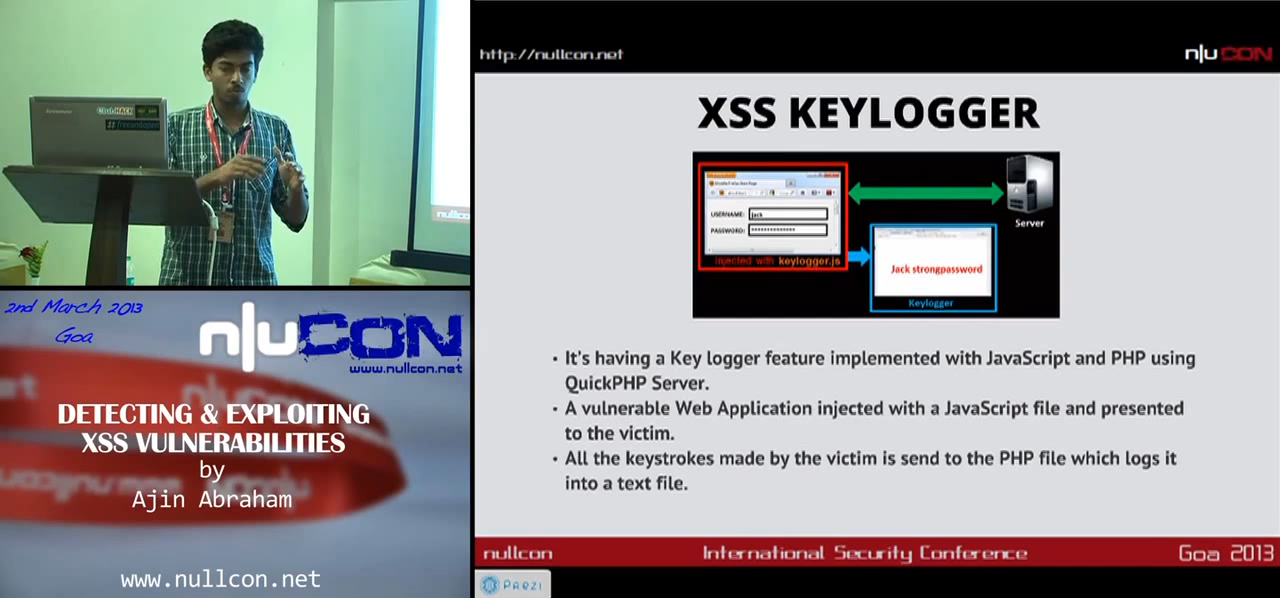 2nd March 2013
Goa
n|u CON
www.nullcon.net
DETECTING & EXPLOITING
XSS VULNERABILITIES
by
Ajin Abraham
www.nullcon.net
http://nullcon.net
n|u CON
XSS KEYLOGGER
USERNAME: jack
PASSWORD: **************
injected with keylogger.js
Server
Jack strongpassword
Keylogger
• It's having a Key logger feature implemented with JavaScript and PHP using
QuickPHP Server.
• A vulnerable Web Application injected with a JavaScript file and presented
to the victim.
• All the keystrokes made by the victim is send to the PHP file which logs it
into a text file.
nullcon
International Security Conference
Goa 2013
Prezi